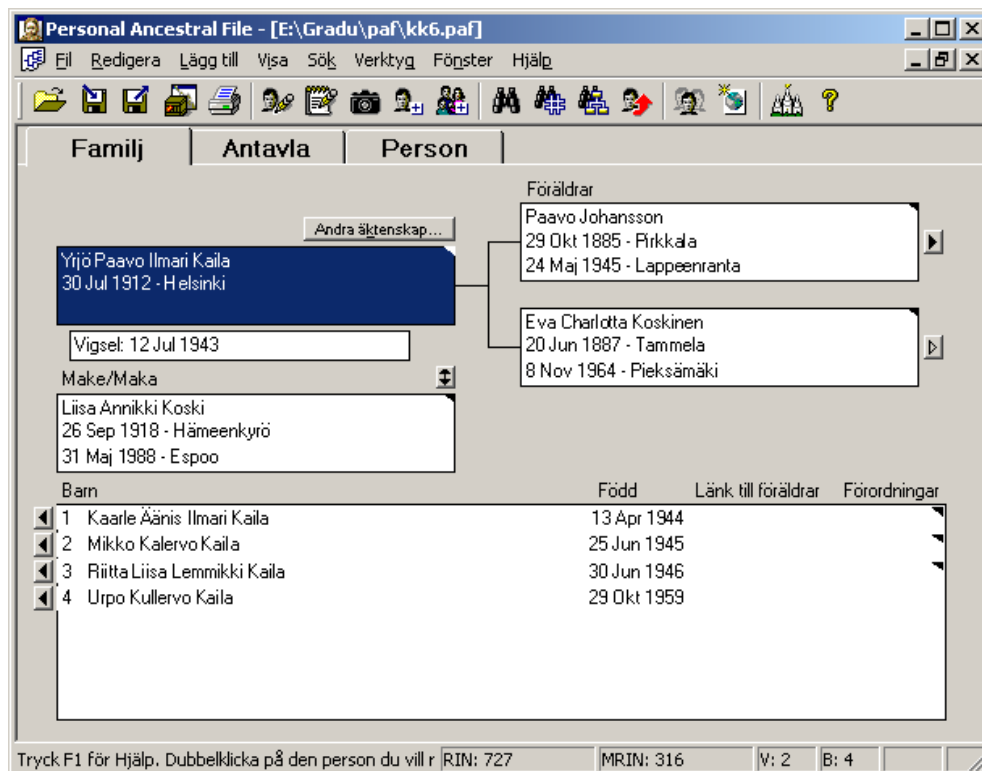 Personal Ancestral File - [E:\Gradu\paf\kk6.paf]
Fil Redigera Lägg till Visa Sök Verktyg Fönster Hjälp
Familj Antavla Person
Föräldrar
Paavo Johansson
29 Okt 1885 - Pirkkala
24 Maj 1945 - Lappeenranta
Andra äktenskap...
Yrjö Paavo Ilmari Kaila
30 Jul 1912 - Helsinki
Eva Charlotta Koskinen
20 Jun 1887 - Tammela
8 Nov 1964 - Pieksämäki
Vigsel: 12 Jul 1943
Make/Maka
Liisa Annikki Koski
26 Sep 1918 - Hämeenkyrö
31 Maj 1988 - Espoo
Barn Född Länk till föräldrar Förordningar
1 Kaarle Äänis Ilmari Kaila 13 Apr 1944
2 Mikko Kalervo Kaila 25 Jun 1945
3 Riitta Liisa Lemmikki Kaila 30 Jun 1946
4 Urpo Kullervo Kaila 29 Okt 1959
Tryck F1 för Hjälp. Dubbelklicka på den person du vill r RIN: 727 MRIN: 316 V: 2 B: 4